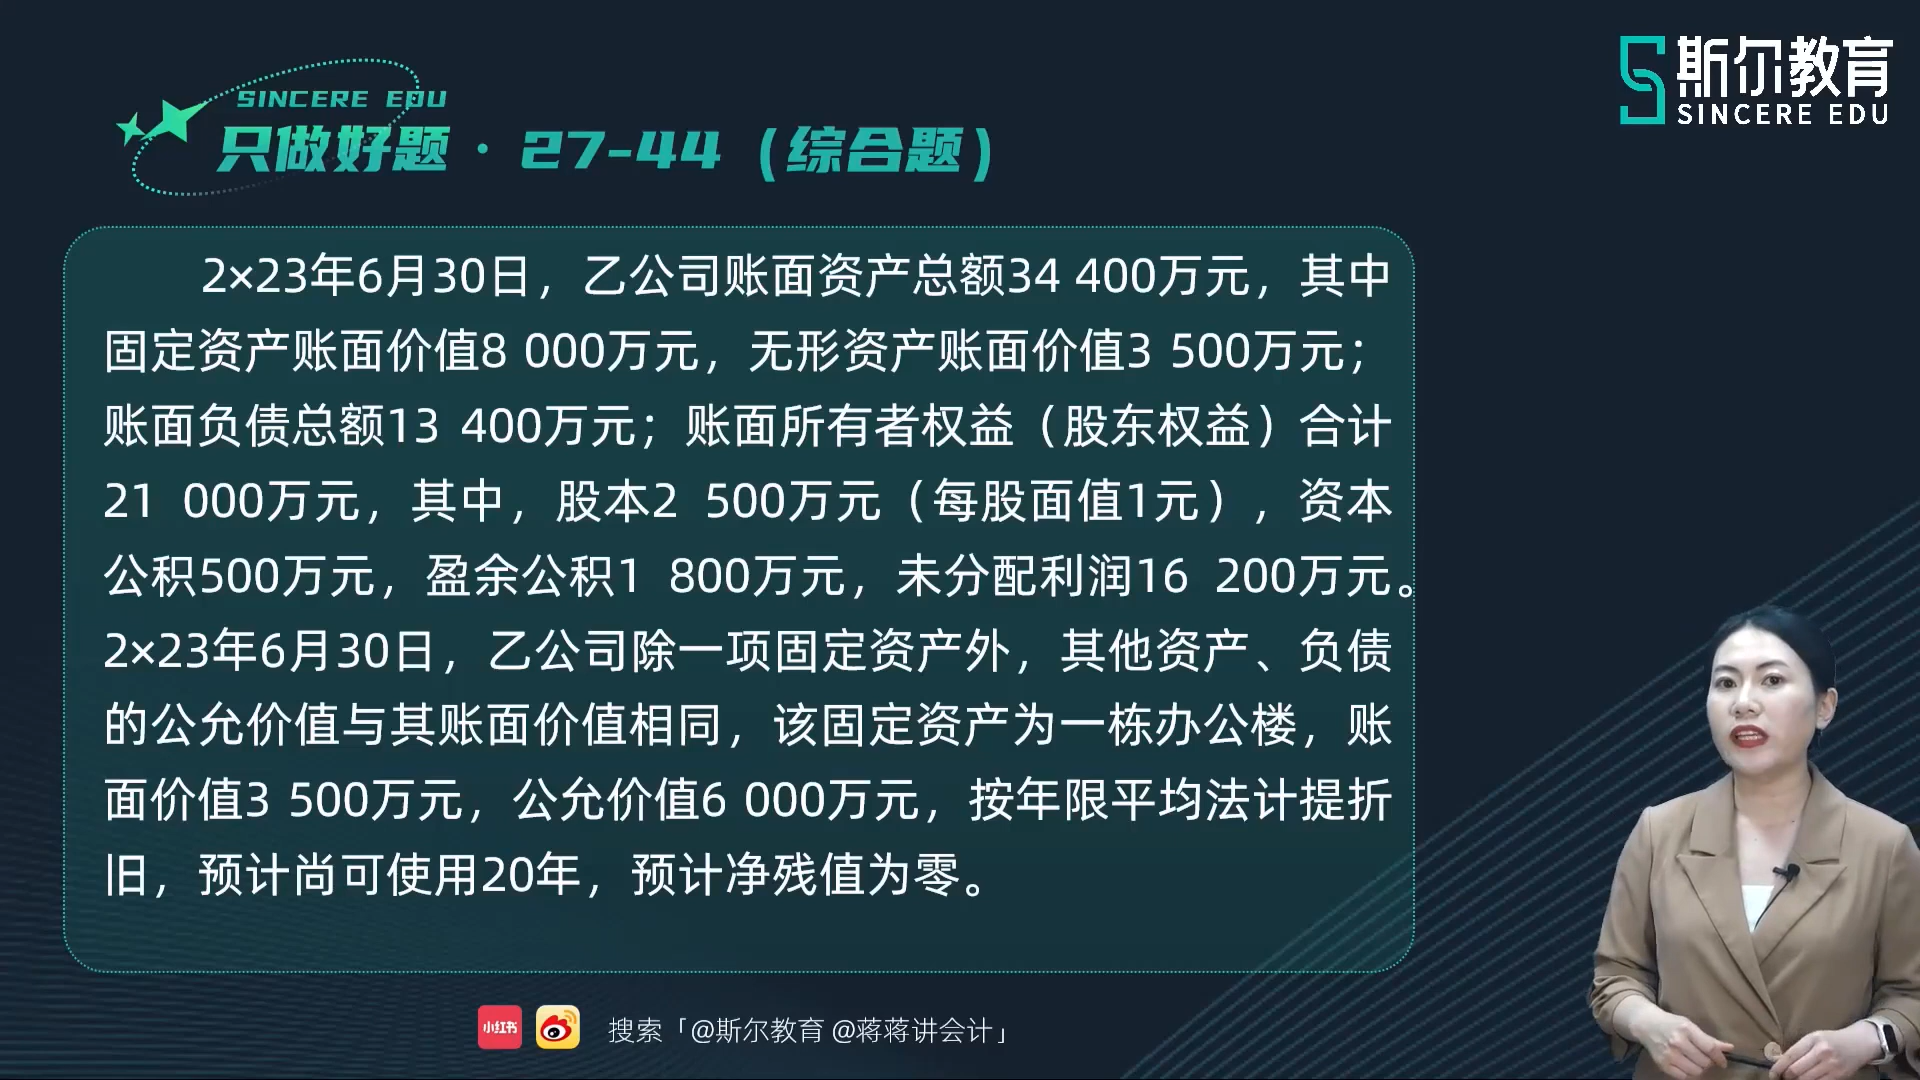 斯尔教育
SINCERE EDU
SINCERE EDU
只做好题 · 27-44（综合题）
2×23年6月30日，乙公司账面资产总额34 400万元，其中
固定资产账面价值8 000万元，无形资产账面价值3 500万元；
账面负债总额13 400万元；账面所有者权益（股东权益）合计
21 000万元，其中，股本2 500万元（每股面值1元），资本
公积500万元，盈余公积1 800万元，未分配利润16 200万元。
2×23年6月30日，乙公司除一项固定资产外，其他资产、负债
的公允价值与其账面价值相同，该固定资产为一栋办公楼，账
面价值3 500万元，公允价值6 000万元，按年限平均法计提折
旧，预计尚可使用20年，预计净残值为零。
小红书
搜索「@斯尔教育 @蒋蒋讲会计」